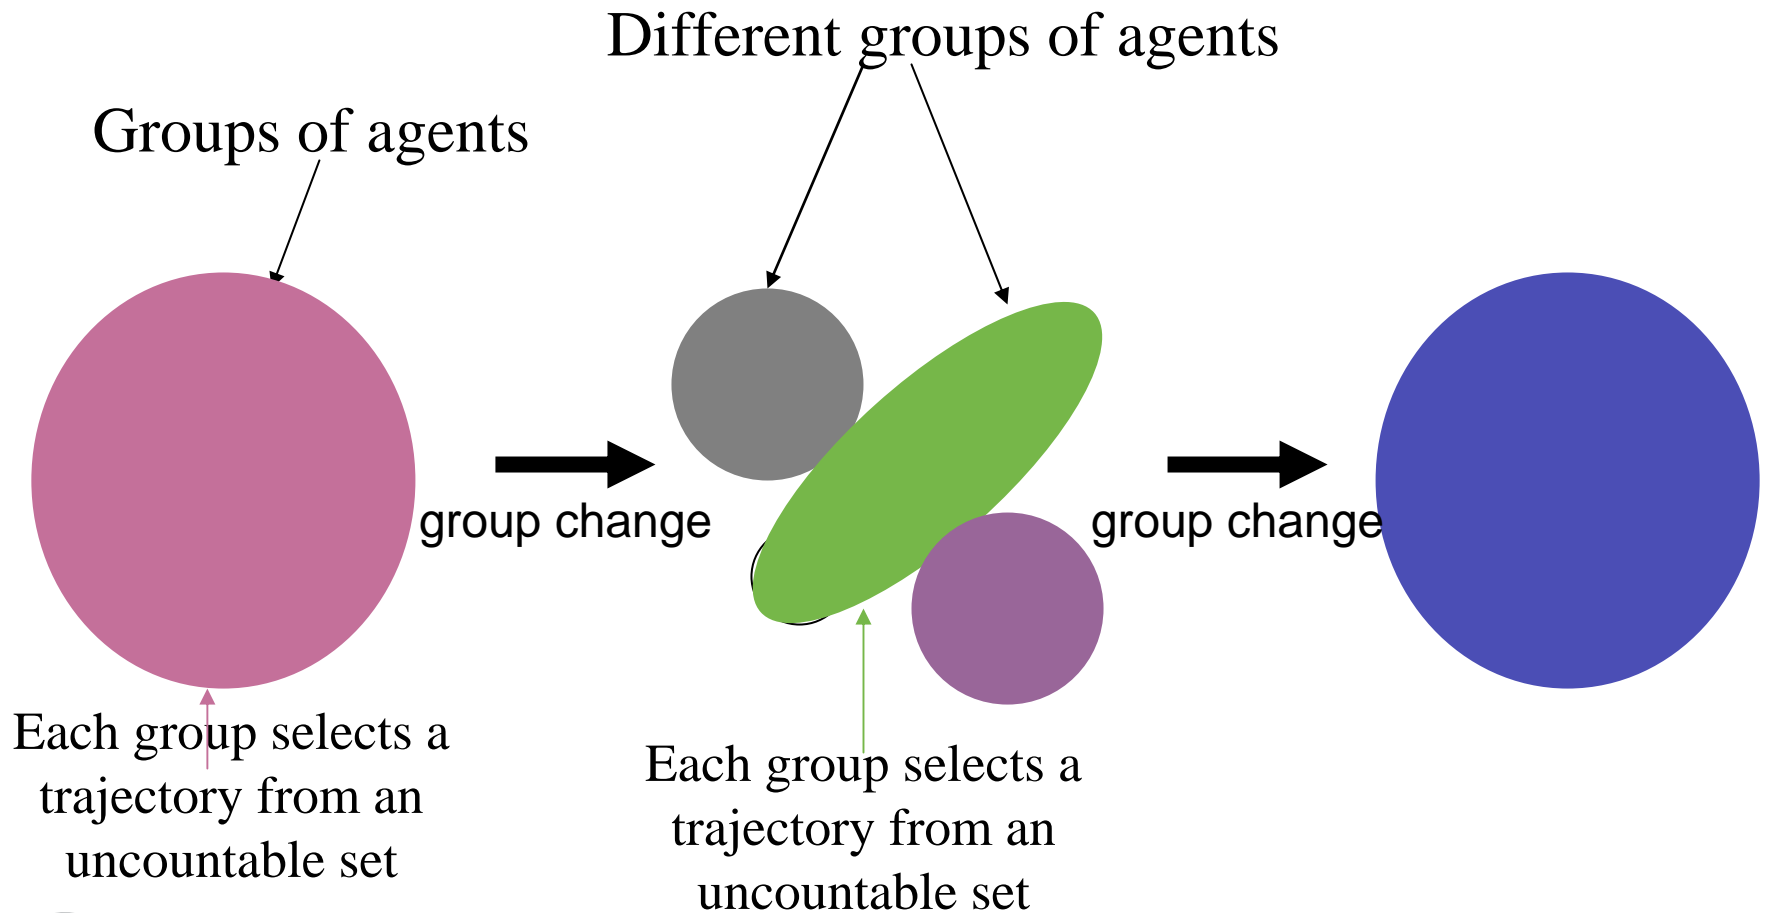 Different groups of agents
Groups of agents
group change
group change
Each group selects a
trajectory from an
uncountable set
Each group selects a
trajectory from an
uncountable set